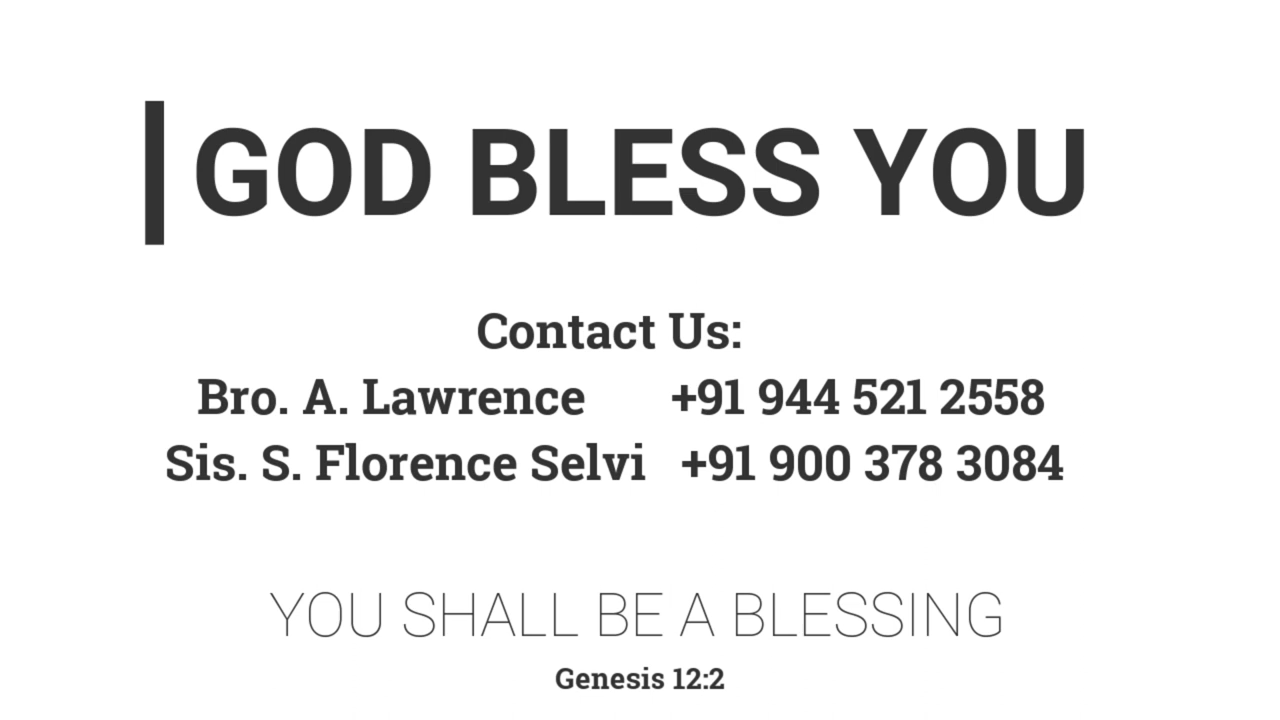 GOD BLESS YOU
Contact Us:
Bro. A. Lawrence +91 944 521 2558
Sis. S. Florence Selvi +91 900 378 3084
YOU SHALL BE A BLESSING
Genesis 12:2